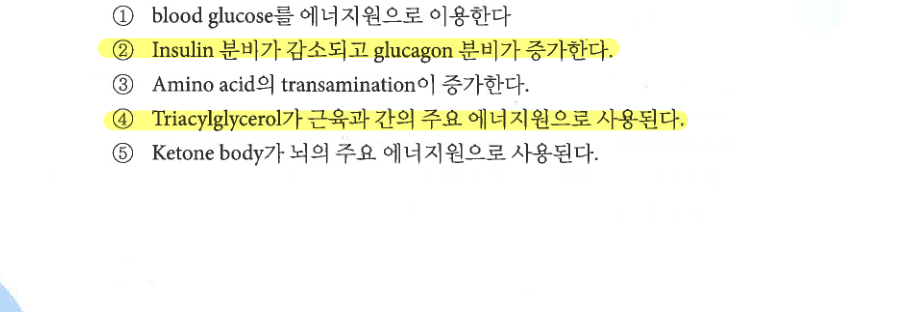 ① blood glucose를 에너지원으로 이용한다
② Insulin 분비가 감소되고 glucagon 분비가 증가한다.
③ Amino acid의 transamination이 증가한다.
④ Triacylglycerol가 근육과 간의 주요 에너지원으로 사용된다.
⑤ Ketone body가 뇌의 주요 에너지원으로 사용된다.